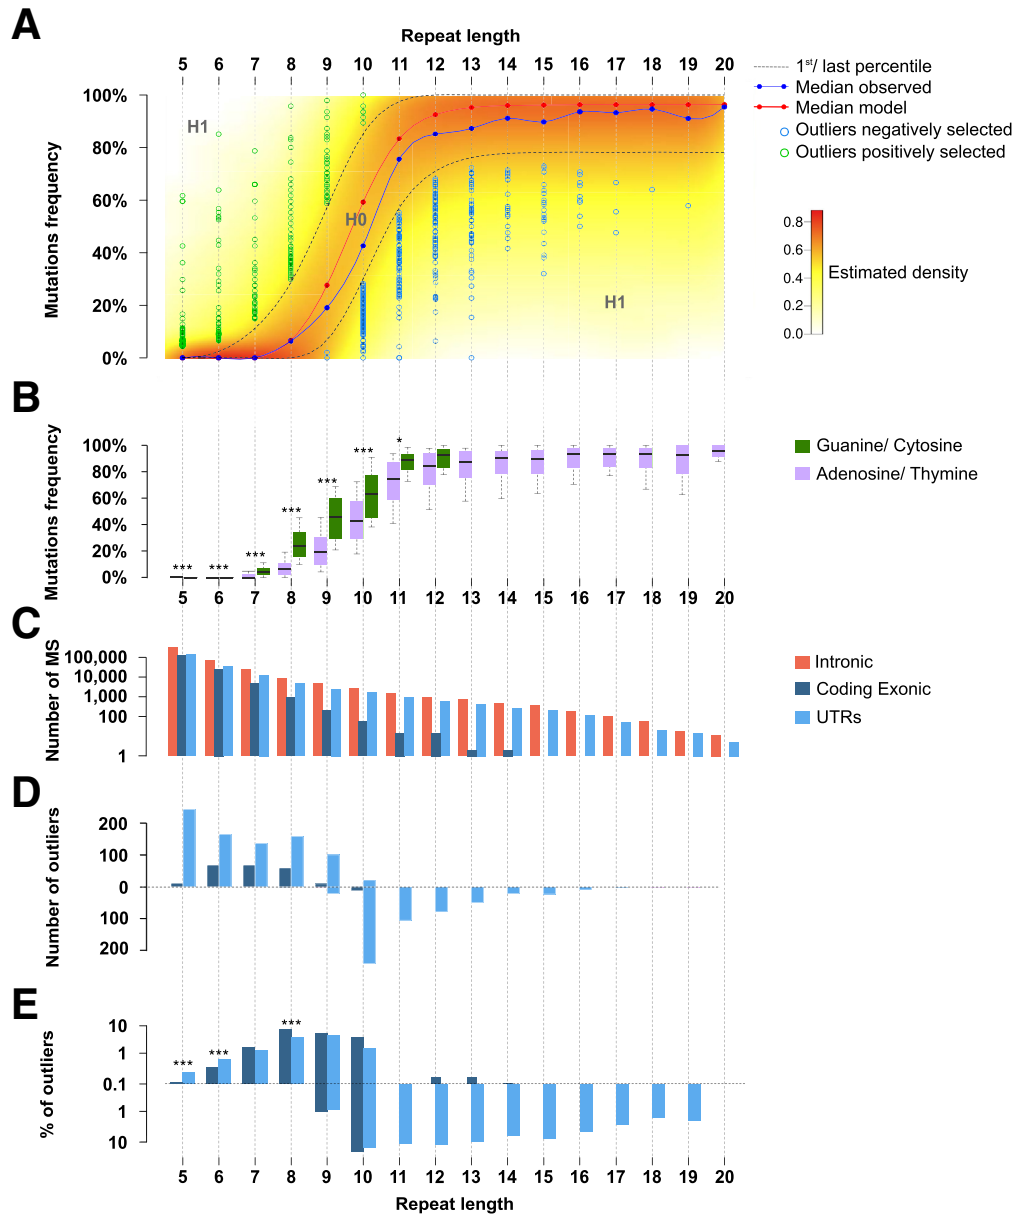 A
Repeat length
5 6 7 8 9 10 11 12 13 14 15 16 17 18 19 20
Mutations frequency
100%
80%
60%
40%
20%
0%
H1
H0
H1
1st/ last percentile
Median observed
Median model
Outliers negatively selected
Outliers positively selected
0.8
0.6
0.4
0.2
0.0
Estimated density
B
Mutations frequency
100%
80%
60%
40%
20%
0%
*** *** *** *** *** *** *
5 6 7 8 9 10 11 12 13 14 15 16 17 18 19 20
Guanine/ Cytosine
Adenosine/ Thymine
C
Number of MS
100,000
10,000
1,000
100
1
Intronic
Coding Exonic
UTRs
D
Number of outliers
200
100
0
100
200
E
% of outliers
10
1
0.1
1
10
*** *** ***
5 6 7 8 9 10 11 12 13 14 15 16 17 18 19 20
Repeat length